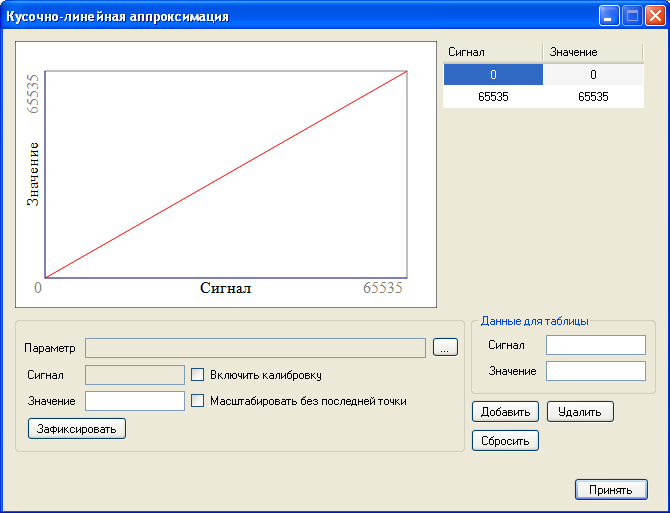 Кусочно-линейная аппроксимация
Сигнал Значение
0 0
65535 65535
65535
Значение
0 Сигнал 65535
Параметр ...
Сигнал Включить калибровку
Значение Масштабировать без последней точки
Зафиксировать
Данные для таблицы
Сигнал
Значение
Добавить Удалить
Сбросить
Принять